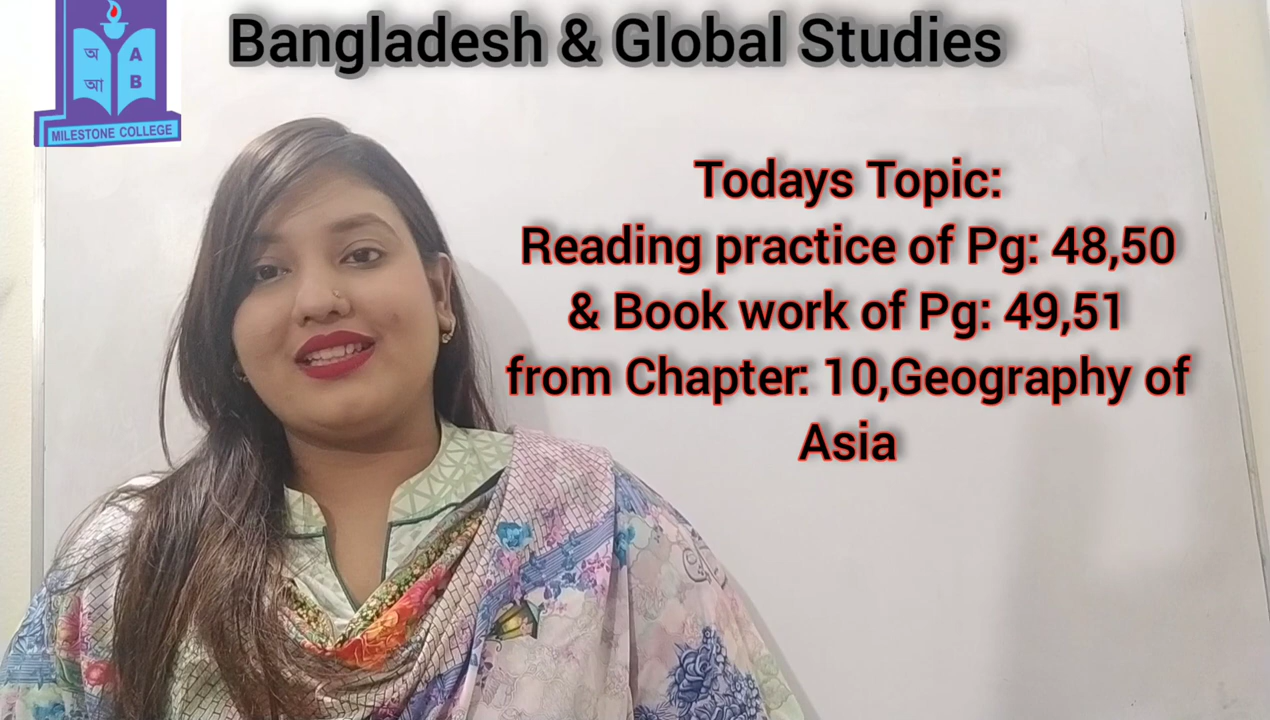 Bangladesh & Global Studies
অ A
আ B
MILESTONE COLLEGE
Todays Topic:
Reading practice of Pg: 48,50
& Book work of Pg: 49,51
from Chapter: 10,Geography of
Asia